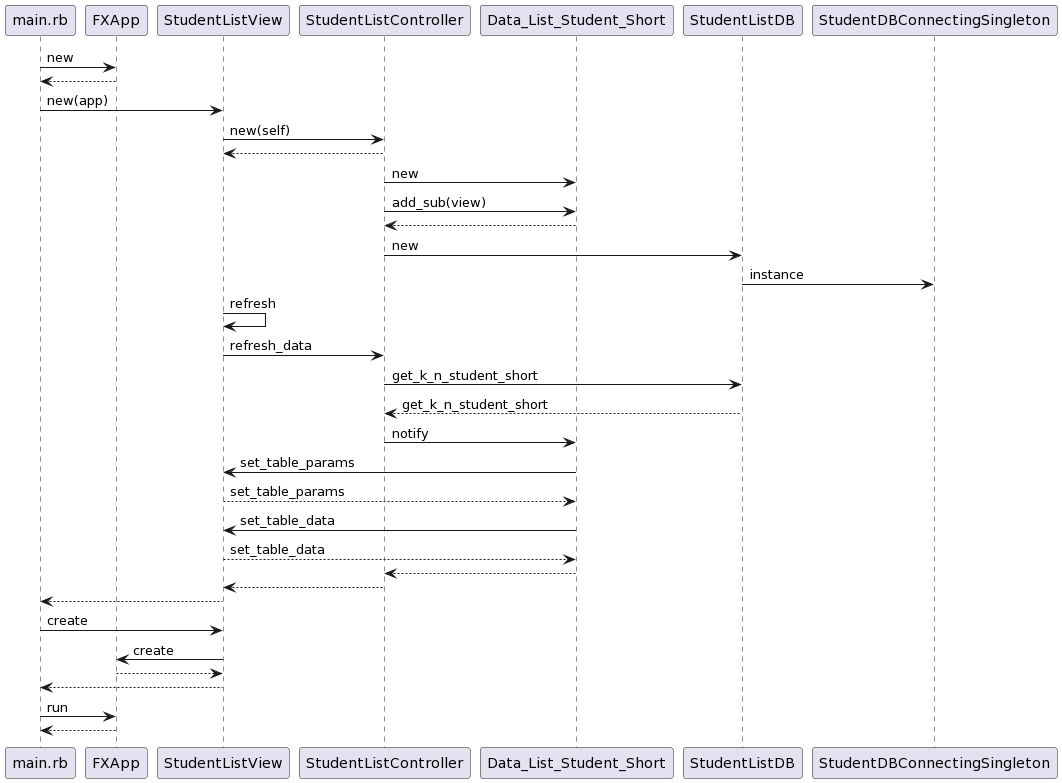 main.rb FXApp StudentListView StudentListController Data_List_Student_Short StudentListDB StudentDBConnectingSingleton
new
new(app)
new(self)
new
add_sub(view)
new
instance
refresh
refresh_data
get_k_n_student_short
get_k_n_student_short
notify
set_table_params
set_table_params
set_table_data
set_table_data
create
create
run
main.rb FXApp StudentListView StudentListController Data_List_Student_Short StudentListDB StudentDBConnectingSingleton